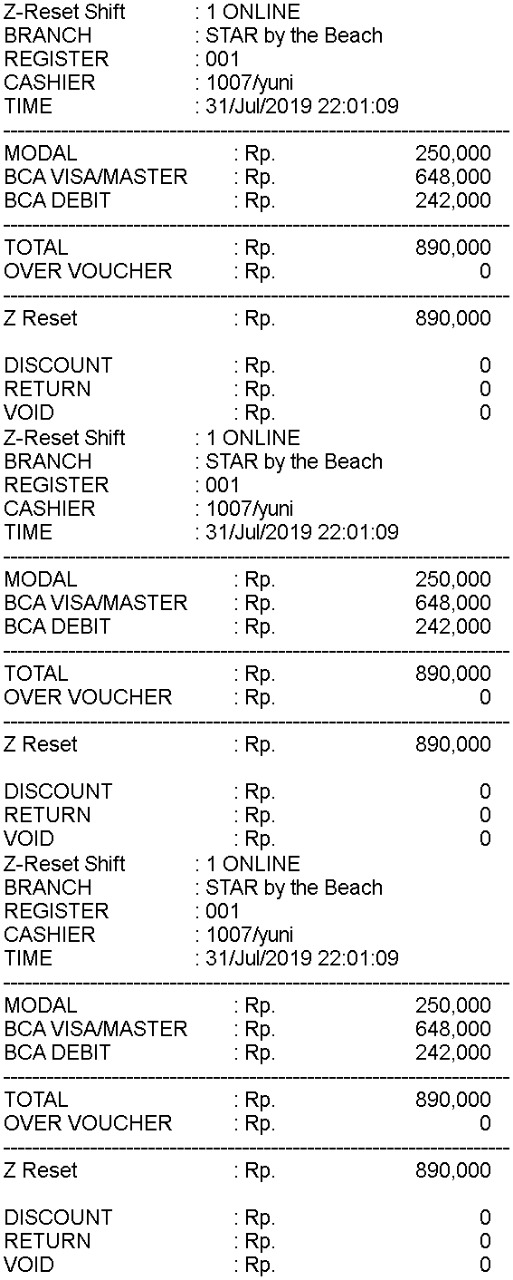 Z-Reset Shift : 1 ONLINE
BRANCH : STAR by the Beach
REGISTER : 001
CASHIER : 1007/yuni
TIME : 31/Jul/2019 22:01:09
------------------------------------------------------------
MODAL : Rp. 250,000
BCA VISA/MASTER : Rp. 648,000
BCA DEBIT : Rp. 242,000
------------------------------------------------------------
TOTAL : Rp. 890,000
OVER VOUCHER : Rp. 0
------------------------------------------------------------
Z Reset : Rp. 890,000
DISCOUNT : Rp. 0
RETURN : Rp. 0
VOID : Rp. 0
Z-Reset Shift : 1 ONLINE
BRANCH : STAR by the Beach
REGISTER : 001
CASHIER : 1007/yuni
TIME : 31/Jul/2019 22:01:09
------------------------------------------------------------
MODAL : Rp. 250,000
BCA VISA/MASTER : Rp. 648,000
BCA DEBIT : Rp. 242,000
------------------------------------------------------------
TOTAL : Rp. 890,000
OVER VOUCHER : Rp. 0
------------------------------------------------------------
Z Reset : Rp. 890,000
DISCOUNT : Rp. 0
RETURN : Rp. 0
VOID : Rp. 0
Z-Reset Shift : 1 ONLINE
BRANCH : STAR by the Beach
REGISTER : 001
CASHIER : 1007/yuni
TIME : 31/Jul/2019 22:01:09
------------------------------------------------------------
MODAL : Rp. 250,000
BCA VISA/MASTER : Rp. 648,000
BCA DEBIT : Rp. 242,000
------------------------------------------------------------
TOTAL : Rp. 890,000
OVER VOUCHER : Rp. 0
------------------------------------------------------------
Z Reset : Rp. 890,000
DISCOUNT : Rp. 0
RETURN : Rp. 0
VOID : Rp. 0